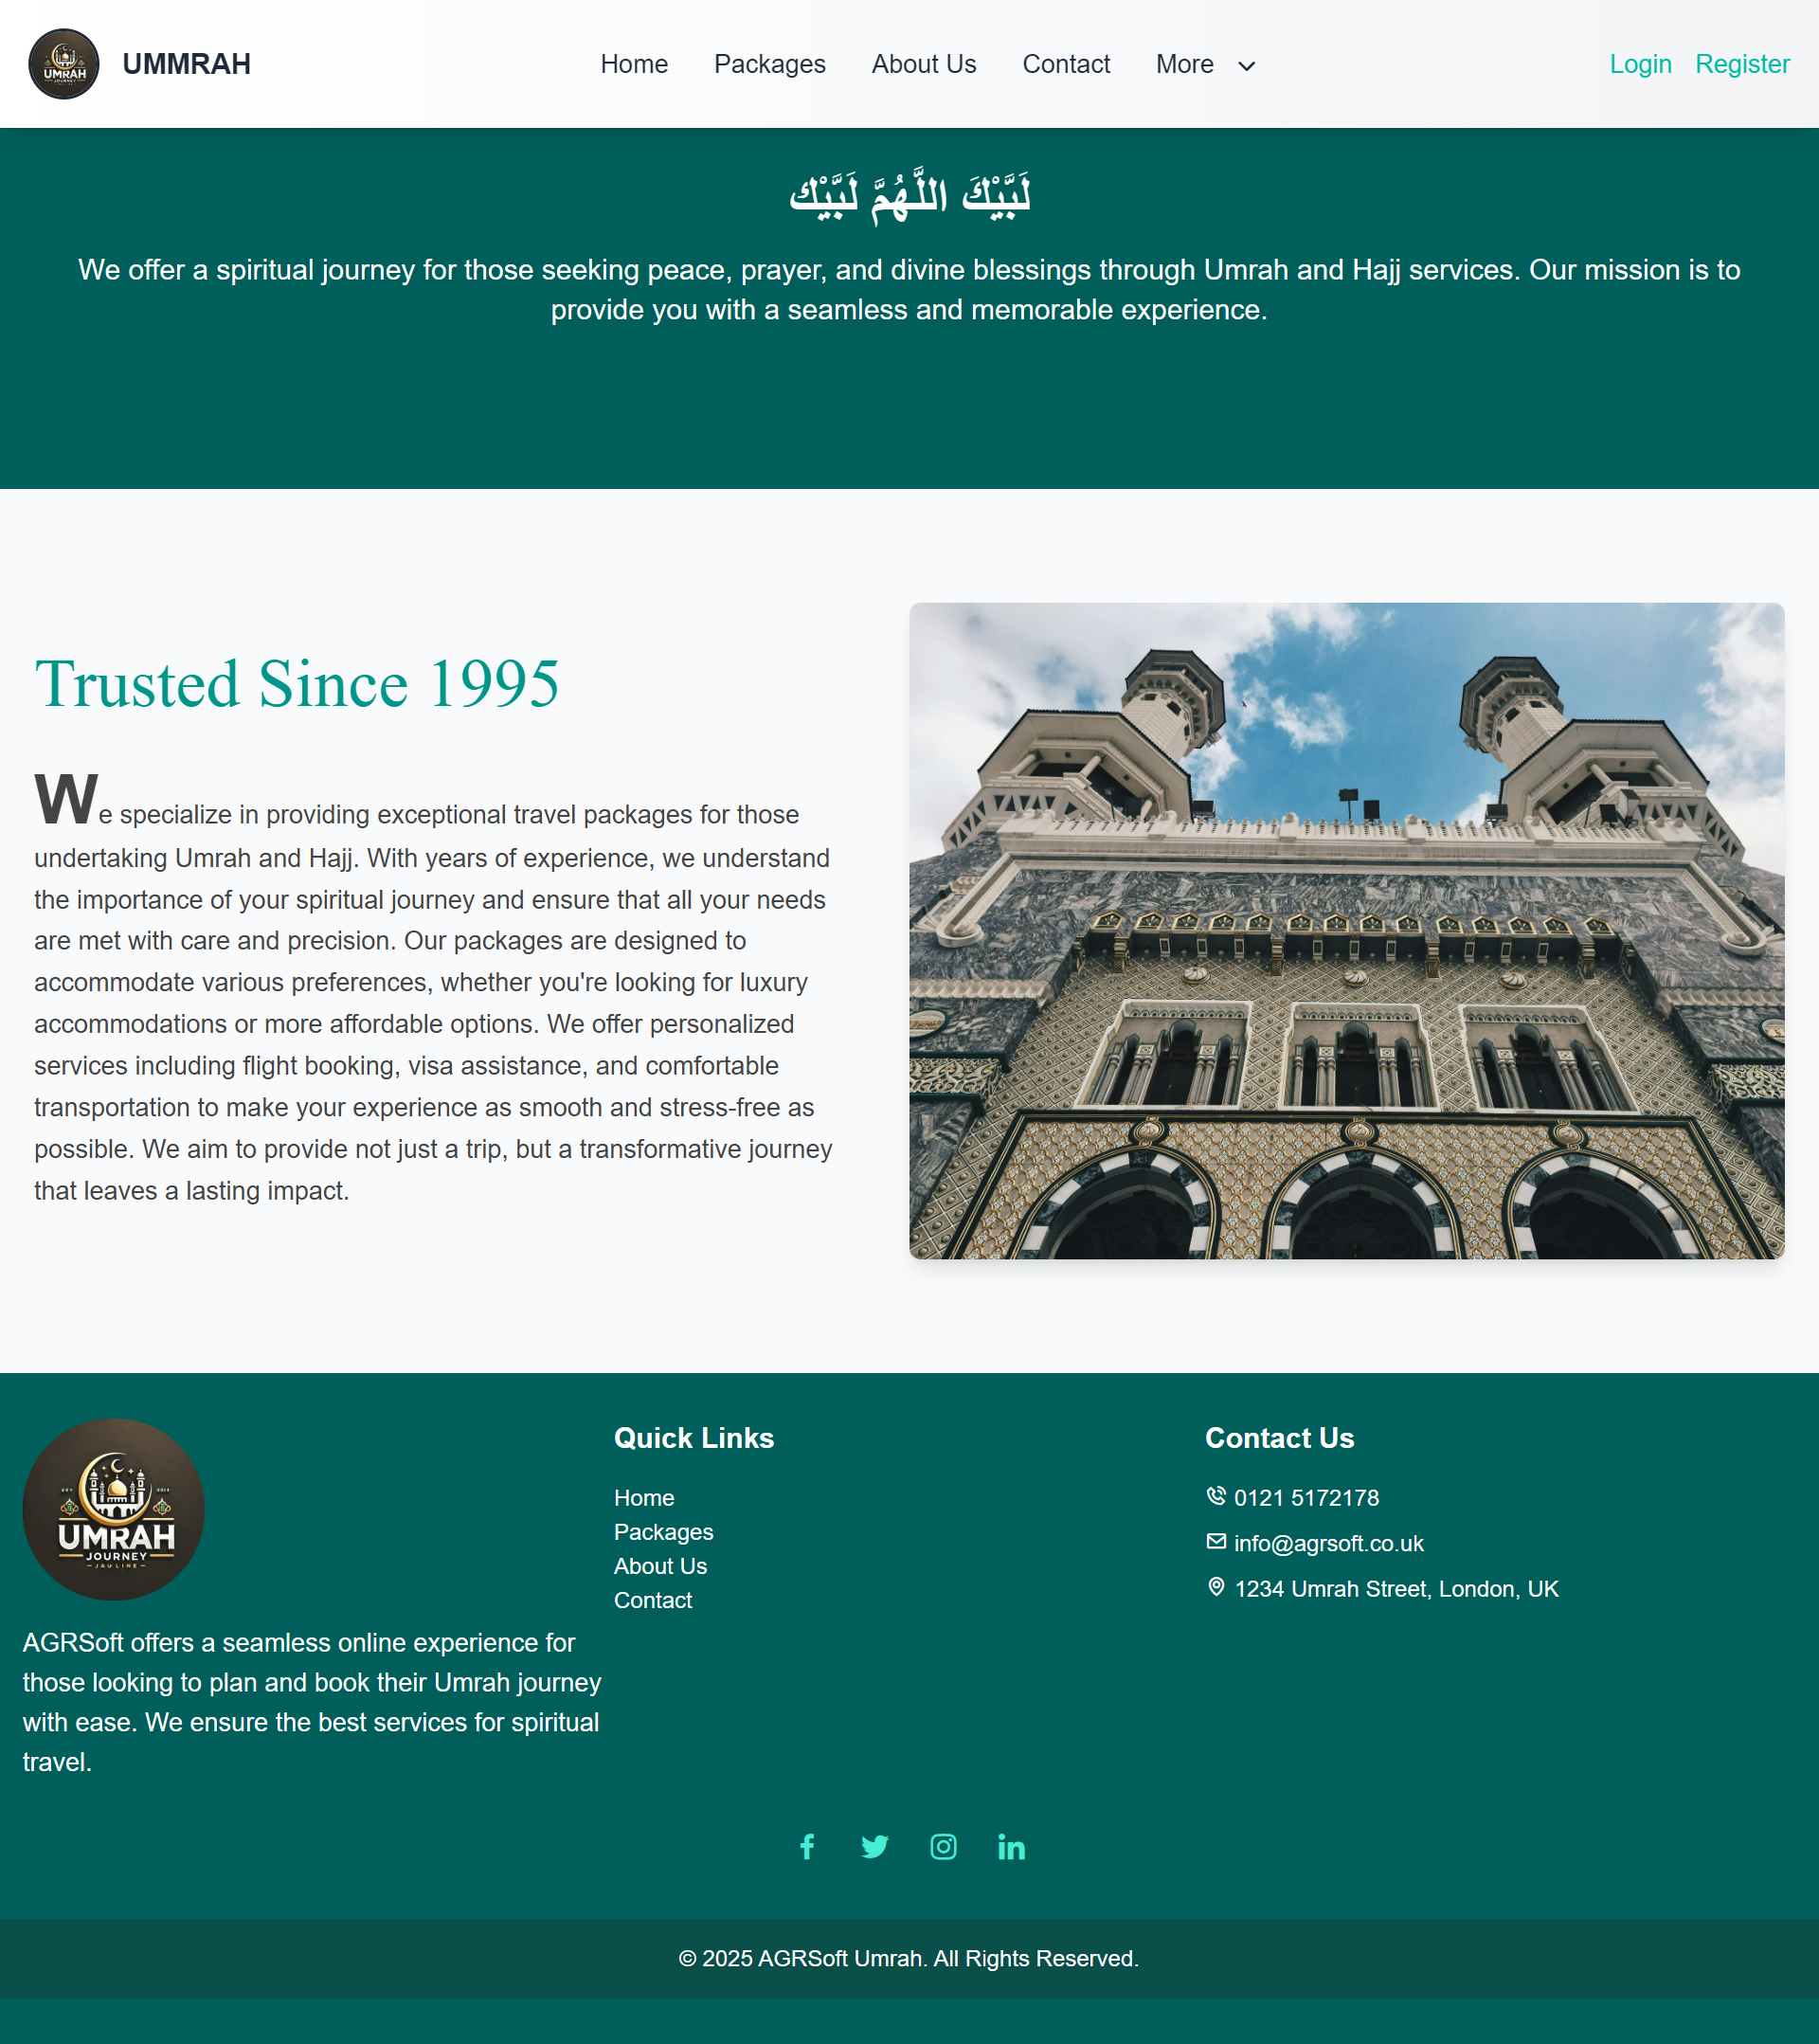 UMRAH
JOURNEY
UMMRAH
Home
Packages
About Us
Contact
More
Login
Register
لَبَّيْكَ اللَّهُمَّ لَبَّيْك
We offer a spiritual journey for those seeking peace, prayer, and divine blessings through Umrah and Hajj services. Our mission is to
provide you with a seamless and memorable experience.
Trusted Since 1995
We specialize in providing exceptional travel packages for those
undertaking Umrah and Hajj. With years of experience, we understand
the importance of your spiritual journey and ensure that all your needs
are met with care and precision. Our packages are designed to
accommodate various preferences, whether you're looking for luxury
accommodations or more affordable options. We offer personalized
services including flight booking, visa assistance, and comfortable
transportation to make your experience as smooth and stress-free as
possible. We aim to provide not just a trip, but a transformative journey
that leaves a lasting impact.
UMRAH
JOURNEY
AGRSoft offers a seamless online experience for
those looking to plan and book their Umrah journey
with ease. We ensure the best services for spiritual
travel.
Quick Links
Home
Packages
About Us
Contact
Contact Us
0121 5172178
info@agrsoft.co.uk
1234 Umrah Street, London, UK
© 2025 AGRSoft Umrah. All Rights Reserved.